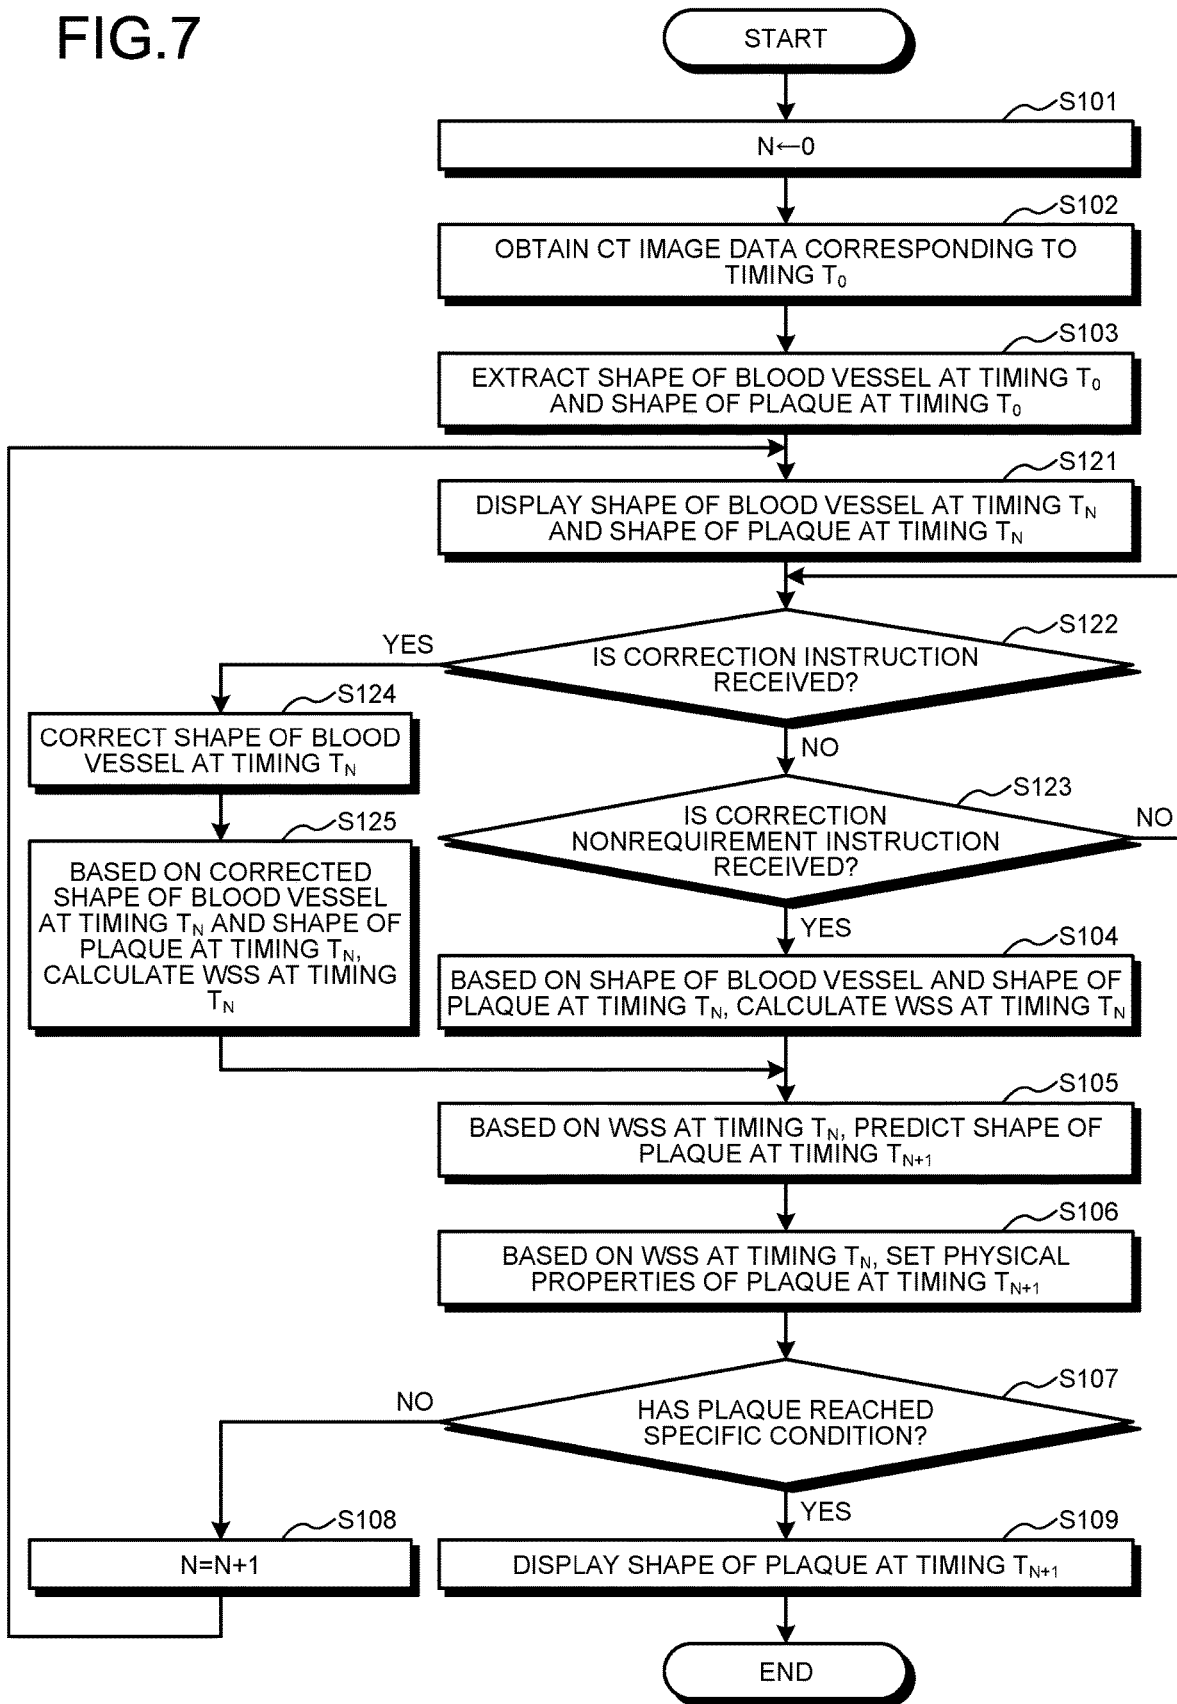 FIG.7
START
S101
N←0
S102
OBTAIN CT IMAGE DATA CORRESPONDING TO
TIMING T₀
S103
EXTRACT SHAPE OF BLOOD VESSEL AT TIMING T₀
AND SHAPE OF PLAQUE AT TIMING T₀
S121
DISPLAY SHAPE OF BLOOD VESSEL AT TIMING Tₙ
AND SHAPE OF PLAQUE AT TIMING Tₙ
S122
YES
IS CORRECTION INSTRUCTION
RECEIVED?
S124
CORRECT SHAPE OF BLOOD
VESSEL AT TIMING Tₙ
NO
S123
IS CORRECTION
NONREQUIREMENT INSTRUCTION
RECEIVED?
NO
S125
BASED ON CORRECTED
SHAPE OF BLOOD VESSEL
AT TIMING Tₙ AND SHAPE OF
PLAQUE AT TIMING Tₙ,
CALCULATE WSS AT TIMING
Tₙ
YES
S104
BASED ON SHAPE OF BLOOD VESSEL AND SHAPE OF
PLAQUE AT TIMING Tₙ, CALCULATE WSS AT TIMING Tₙ
S105
BASED ON WSS AT TIMING Tₙ, PREDICT SHAPE OF
PLAQUE AT TIMING Tₙ₊₁
S106
BASED ON WSS AT TIMING Tₙ, SET PHYSICAL
PROPERTIES OF PLAQUE AT TIMING Tₙ₊₁
S107
NO
HAS PLAQUE REACHED
SPECIFIC CONDITION?
YES
S108
N=N+1
S109
DISPLAY SHAPE OF PLAQUE AT TIMING Tₙ₊₁
END